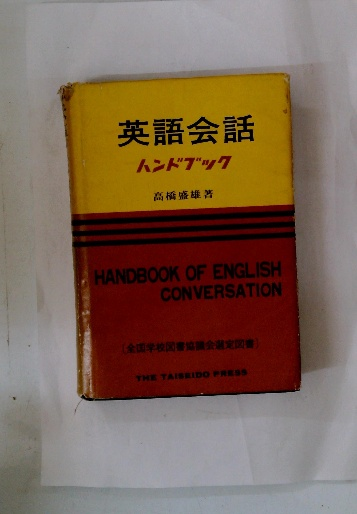 英語会話
ハンドブック
高橋盛雄著
HANDBOOK OF ENGLISH
CONVERSATION
[全国学校図書協議会選定図書]
THE TAISEIDO PRESS